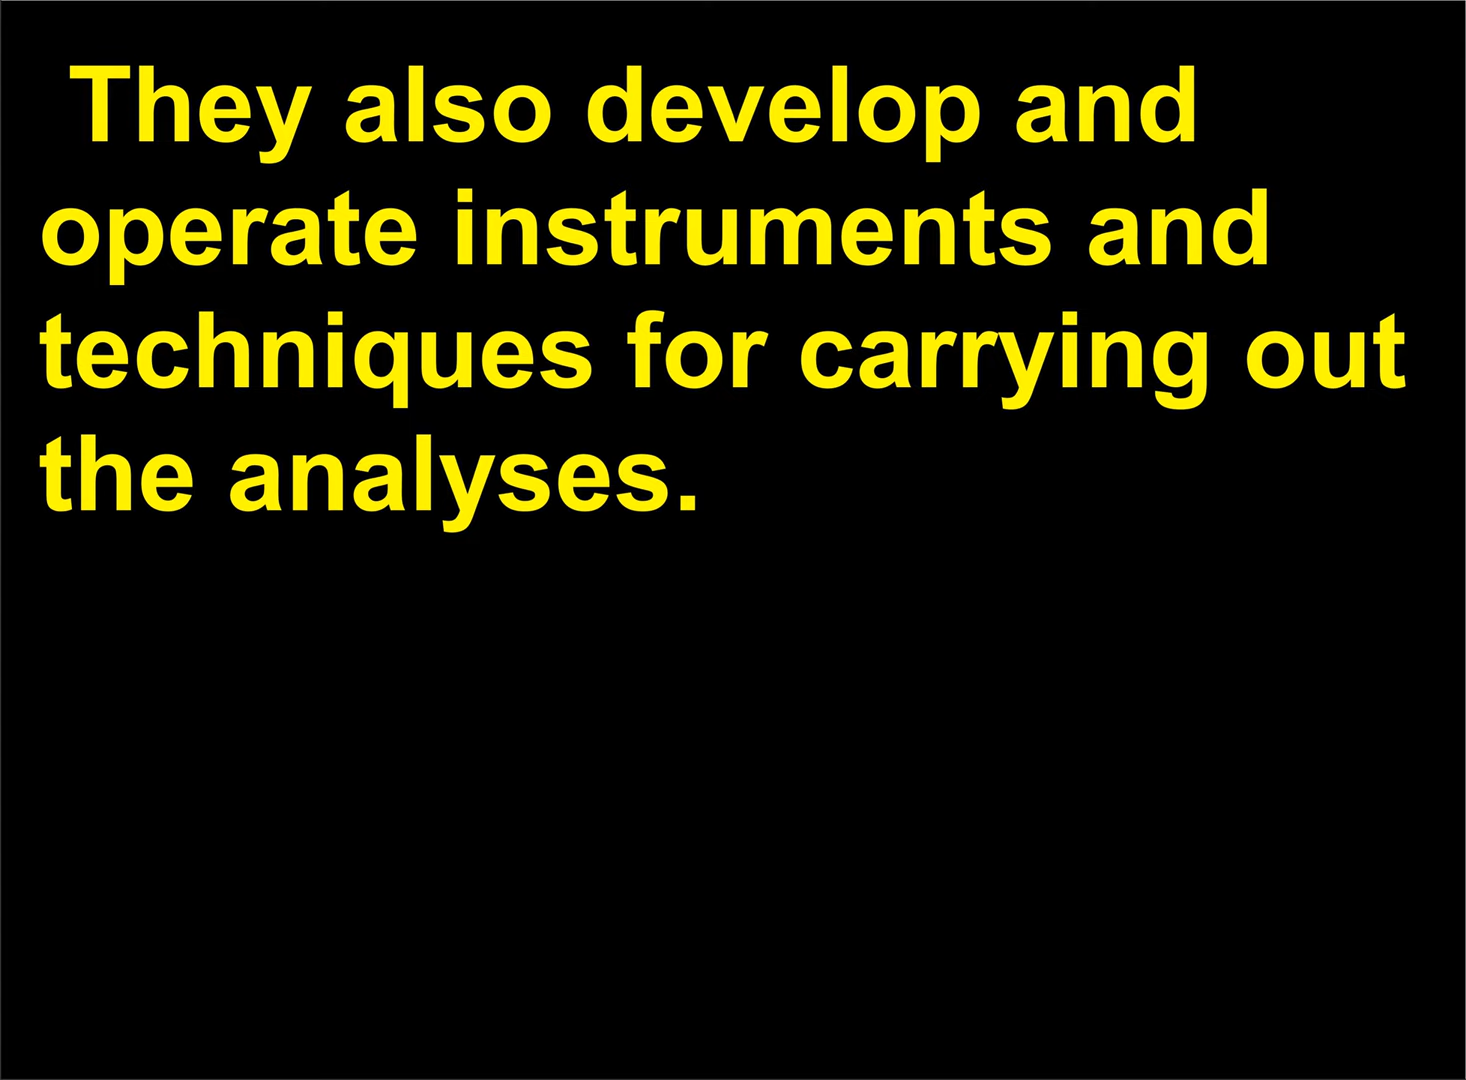 They also develop and
operate instruments and
techniques for carrying out
the analyses.